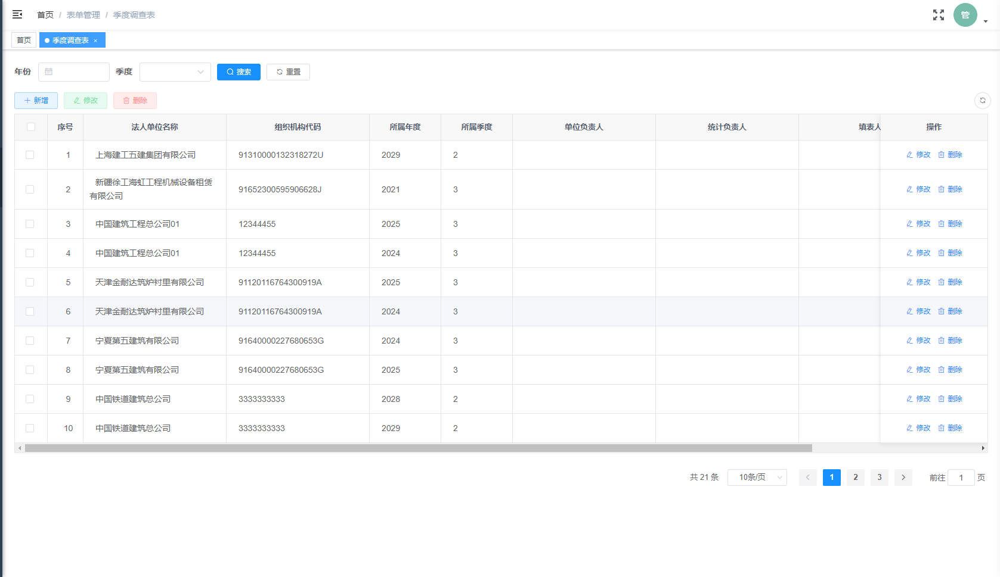 首页 / 表单管理 / 季度调查表
管
首页 季度调查表 ×
年份 季度 搜索 重置
新增 修改 删除
序号 法人单位名称 组织机构代码 所属年度 所属季度 单位负责人 统计负责人 填表人 操作
1 上海建工五建集团有限公司 91310000132318272U 2029 2 修改 删除
2 新疆徐工海虹工程机械设备租赁
有限公司 91652300595906628J 2021 3 修改 删除
3 中国建筑工程总公司01 12344455 2025 3 修改 删除
4 中国建筑工程总公司01 12344455 2024 3 修改 删除
5 天津金耐达筑炉衬里有限公司 91120116764300919A 2025 3 修改 删除
6 天津金耐达筑炉衬里有限公司 91120116764300919A 2024 3 修改 删除
7 宁夏第五建筑有限公司 91640000227680653G 2024 3 修改 删除
8 宁夏第五建筑有限公司 91640000227680653G 2025 3 修改 删除
9 中国铁道建筑总公司 3333333333 2028 2 修改 删除
10 中国铁道建筑总公司 3333333333 2029 2 修改 删除
共 21 条 10条/页 1 2 3 前往 1 页